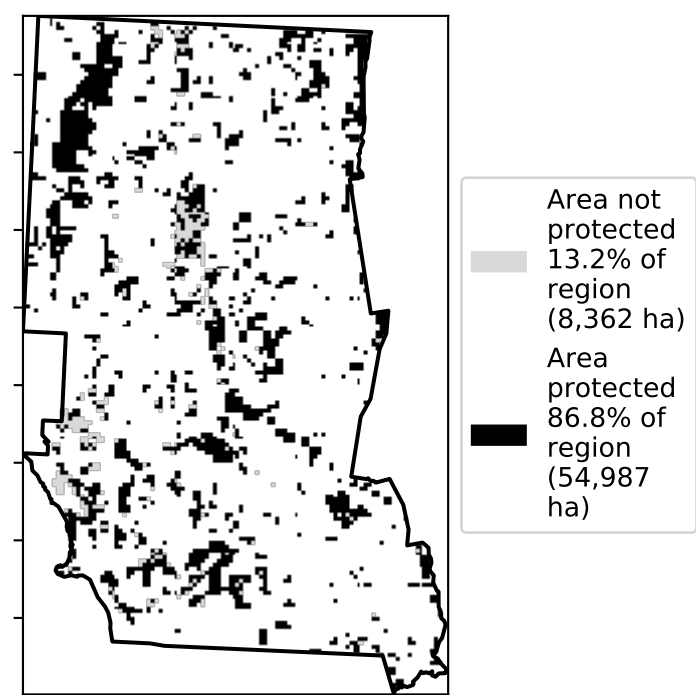 Area not
protected
13.2% of
region
(8,362 ha)
Area
protected
86.8% of
region
(54,987
ha)